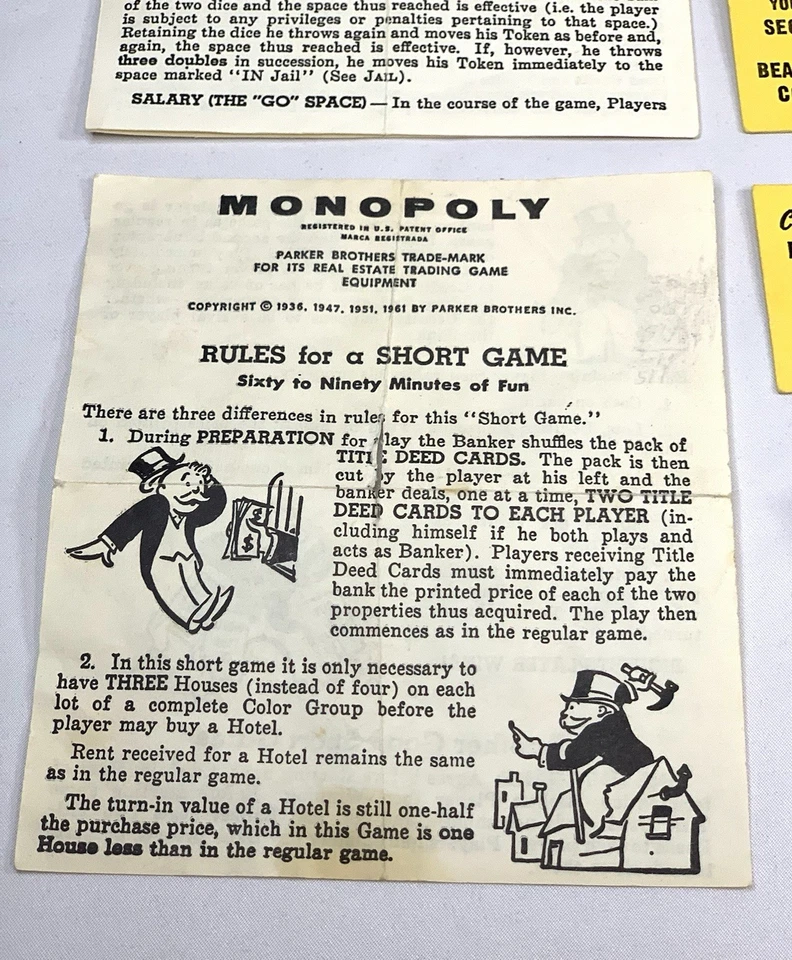 of the two dice and the space thus reached is effective (i.e. the player
is subject to any privileges or penalties pertaining to that space.)
Retaining the dice he throws again and moves his Token as before and,
again, the space thus reached is effective. If, however, he throws
three doubles in succession, he moves his Token immediately to the
space marked "IN Jail" (See JAIL).
SALARY (THE "GO" SPACE) — In the course of the game, Players
MONOPOLY
REGISTERED IN U.S. PATENT OFFICE
MARCA REGISTRADA
PARKER BROTHERS TRADE-MARK
FOR ITS REAL ESTATE TRADING GAME
EQUIPMENT
COPYRIGHT © 1936, 1947, 1951, 1961 BY PARKER BROTHERS INC.
RULES for a SHORT GAME
Sixty to Ninety Minutes of Fun
There are three differences in rules for this "Short Game."
1. During PREPARATION for play the Banker shuffles the pack of
TITLE DEED CARDS. The pack is then
cut by the player at his left and the
banker deals, one at a time, TWO TITLE
DEED CARDS TO EACH PLAYER (in-
cluding himself if he both plays and
acts as Banker). Players receiving Title
Deed Cards must immediately pay the
bank the printed price of each of the two
properties thus acquired. The play then
commences as in the regular game.
$
$
2. In this short game it is only necessary to
have THREE Houses (instead of four) on each
lot of a complete Color Group before the
player may buy a Hotel.
Rent received for a Hotel remains the same
as in the regular game.
The turn-in value of a Hotel is still one-half
the purchase price, which in this Game is one
House less than in the regular game.